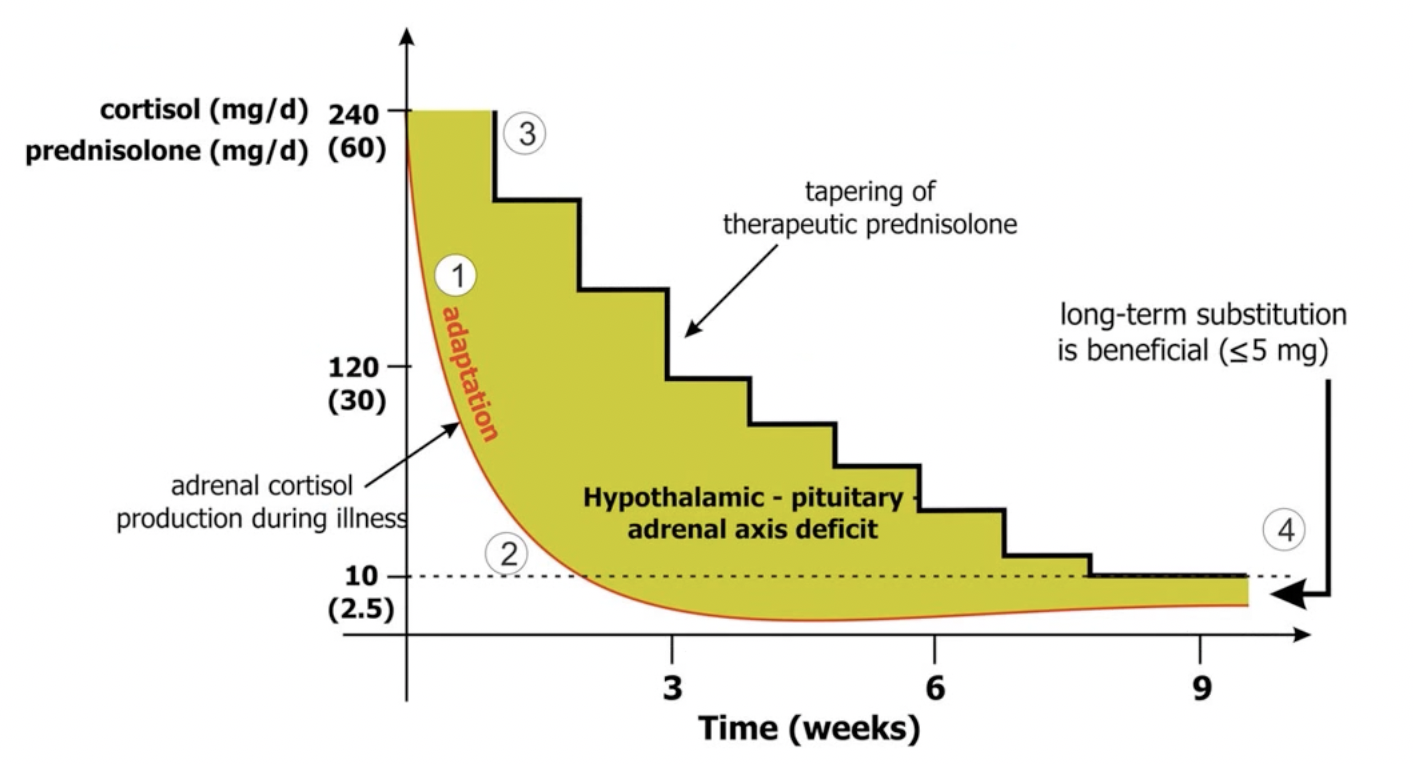 cortisol (mg/d) 240
prednisolone (mg/d) (60)
3
tapering of
therapeutic prednisolone
1
adaptation
long-term substitution
is beneficial (≤5 mg)
120
(30)
adrenal cortisol
production during illness
Hypothalamic - pituitary -
adrenal axis deficit
2
4
10
(2.5)
3 6 9
Time (weeks)